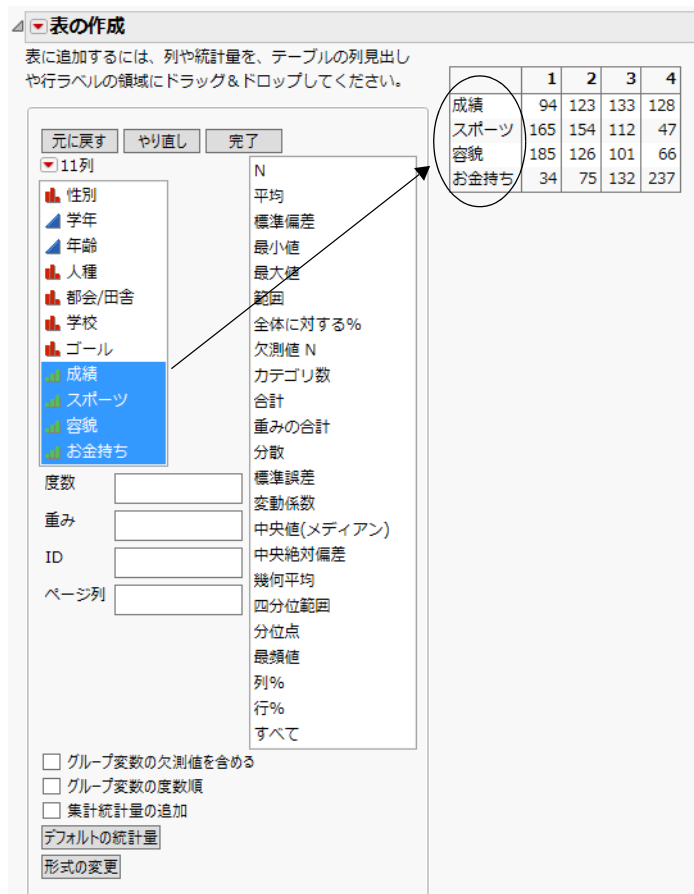 表の作成
表に追加するには、列や統計量を、テーブルの列見出し
や行ラベルの領域にドラッグ＆ドロップしてください。
元に戻す やり直し 完了
11列
性別
学年
年齢
人種
都会/田舎
学校
ゴール
成績
スポーツ
容貌
お金持ち
度数
重み
ID
ページ列
N
平均
標準偏差
最小値
最大値
範囲
全体に対する%
欠測値 N
カテゴリ数
合計
重みの合計
分散
標準誤差
変動係数
中央値(メディアン)
中央絶対偏差
幾何平均
四分位範囲
分位点
最頻値
列%
行%
すべて
グループ変数の欠測値を含める
グループ変数の度数順
集計統計量の追加
デフォルトの統計量
形式の変更
1 2 3 4
成績 94 123 133 128
スポーツ 165 154 112 47
容貌 185 126 101 66
お金持ち 34 75 132 237